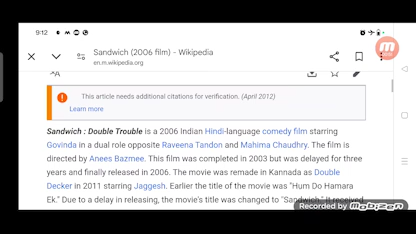 9:12
Sandwich (2006 film) - Wikipedia
en.m.wikipedia.org
This article needs additional citations for verification. (April 2012)
Learn more
Sandwich : Double Trouble is a 2006 Indian Hindi-language comedy film starring
Govinda in a dual role opposite Raveena Tandon and Mahima Chaudhry. The film is
directed by Anees Bazmee. This film was completed in 2003 but was delayed for three
years and finally released in 2006. The movie was remade in Kannada as Double
Decker in 2011 starring Jaggesh. Earlier the title of the movie was "Hum Do Hamara
Ek." Due to a delay in releasing, the movie's title was changed to "Sandwich." It received
Recorded by MOBIZEN